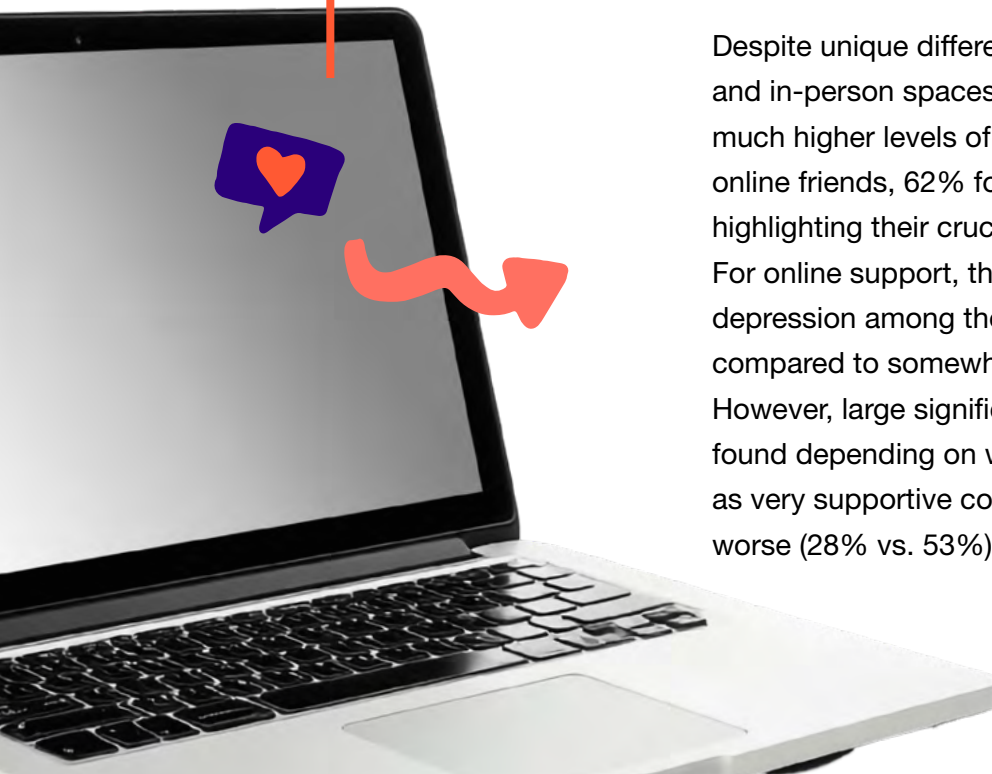 Despite unique differe
and in-person spaces
much higher levels of
online friends, 62% fo
highlighting their cruc
For online support, th
depression among the
compared to somewh
However, large signific
found depending on w
as very supportive co
worse (28% vs. 53%)